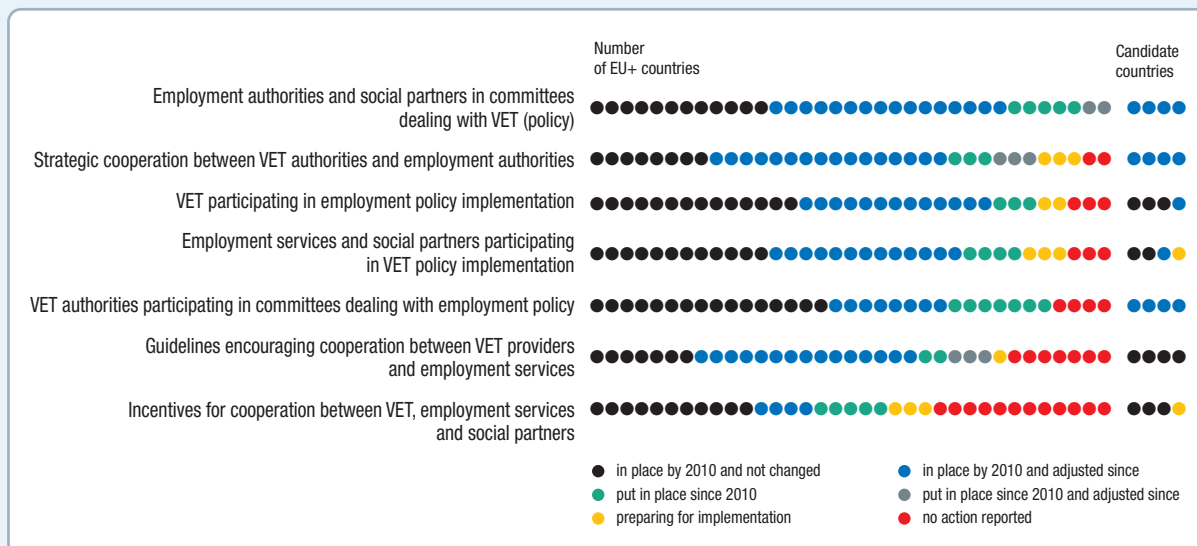 Number
of EU+ countries
Candidate
countries
Employment authorities and social partners in committees
dealing with VET (policy)
Strategic cooperation between VET authorities and employment authorities
VET participating in employment policy implementation
Employment services and social partners participating
in VET policy implementation
VET authorities participating in committees dealing with employment policy
Guidelines encouraging cooperation between VET providers
and employment services
Incentives for cooperation between VET, employment services
and social partners
in place by 2010 and not changed
in place by 2010 and adjusted since
put in place since 2010
put in place since 2010 and adjusted since
preparing for implementation
no action reported